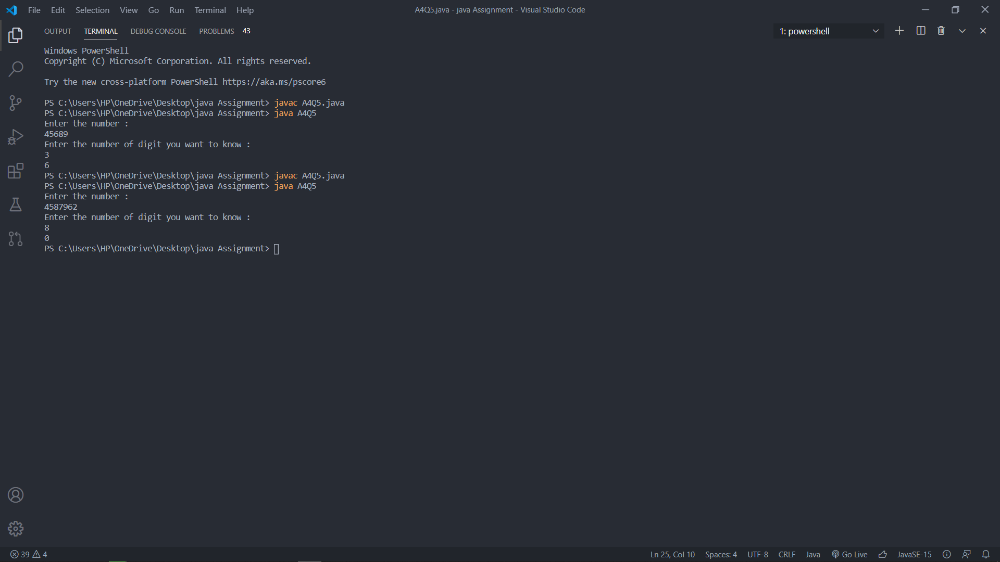 File Edit Selection View Go Run Terminal Help
A4Q5.java - java Assignment - Visual Studio Code
OUTPUT TERMINAL DEBUG CONSOLE PROBLEMS 43
1: powershell
Windows PowerShell
Copyright (C) Microsoft Corporation. All rights reserved.
Try the new cross-platform PowerShell https://aka.ms/pscore6
PS C:\Users\HP\OneDrive\Desktop\java Assignment> javac A4Q5.java
PS C:\Users\HP\OneDrive\Desktop\java Assignment> java A4Q5
Enter the number :
45689
Enter the number of digit you want to know :
3
6
PS C:\Users\HP\OneDrive\Desktop\java Assignment> javac A4Q5.java
PS C:\Users\HP\OneDrive\Desktop\java Assignment> java A4Q5
Enter the number :
4587962
Enter the number of digit you want to know :
8
0
PS C:\Users\HP\OneDrive\Desktop\java Assignment>
39 4
Ln 25, Col 10 Spaces: 4 UTF-8 CRLF Java Go Live JavaSE-15